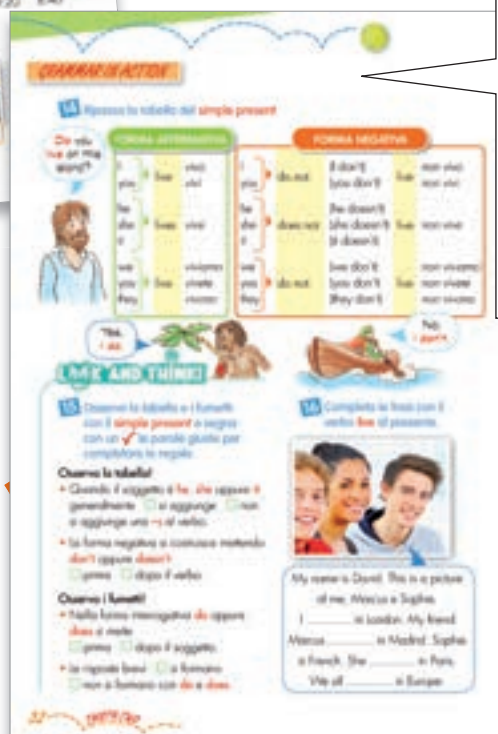 GRAMMAR IN ACTION
14 Ripassa la tabella del simple present
Do you
live on this
island?
FORMA AFFERMATIVA
FORMA NEGATIVA
I
you
live
vivo
vivi
I
you
do not
(I don't)
(you don't)
live
non vivo
non vivi
he
she
it
lives
vive
he
she
it
does not
(he doesn't)
(she doesn't)
(it doesn't)
live
non vive
we
you
they
live
viviamo
vivete
vivono
we
you
they
do not
(we don't)
(you don't)
(they don't)
live
non viviamo
non vivete
non vivono
Yes,
I do.
No,
I don't.
LOOK AND THINK!
15 Osserva la tabella e i fumetti
con il simple present e segna
con un ✓ le parole giuste per
completare le regole.
Osserva la tabella!
• Quando il soggetto è he, she oppure it
generalmente si aggiunge non
si aggiunge una -s al verbo.
• La forma negativa si costruisce mettendo
don't oppure doesn't
prima dopo il verbo.
Osserva i fumetti!
• Nella forma interrogativa do oppure
does si mette
prima dopo il soggetto.
• Le risposte brevi si formano
non si formano con do e does.
16 Completa le frasi con il
verbo live al presente.
My name is David. This is a picture
of me, Marcus e Sophie.
I ______ in London. My friend
Marcus ______ in Madrid. Sophie
is French. She ______ in Paris.
We all ______ in Europe.